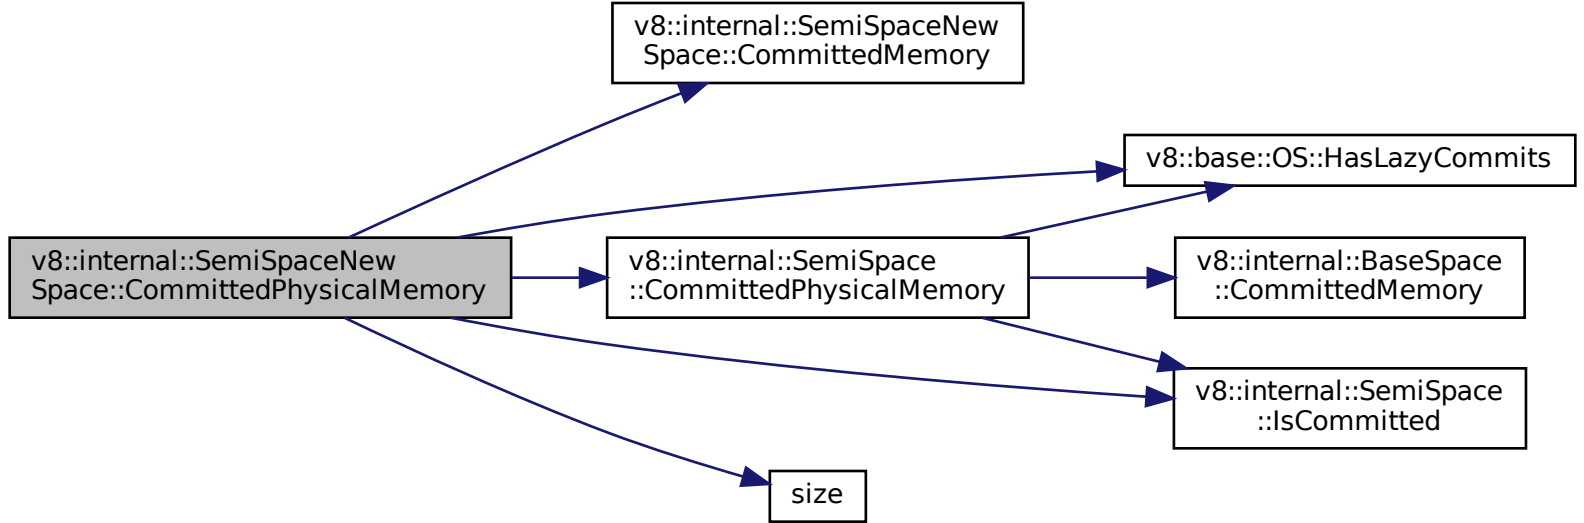 v8::internal::SemiSpaceNew
Space::CommittedMemory
v8::base::OS::HasLazyCommits
v8::internal::SemiSpaceNew
Space::CommittedPhysicalMemory
v8::internal::SemiSpace
::CommittedPhysicalMemory
v8::internal::BaseSpace
::CommittedMemory
v8::internal::SemiSpace
::IsCommitted
size